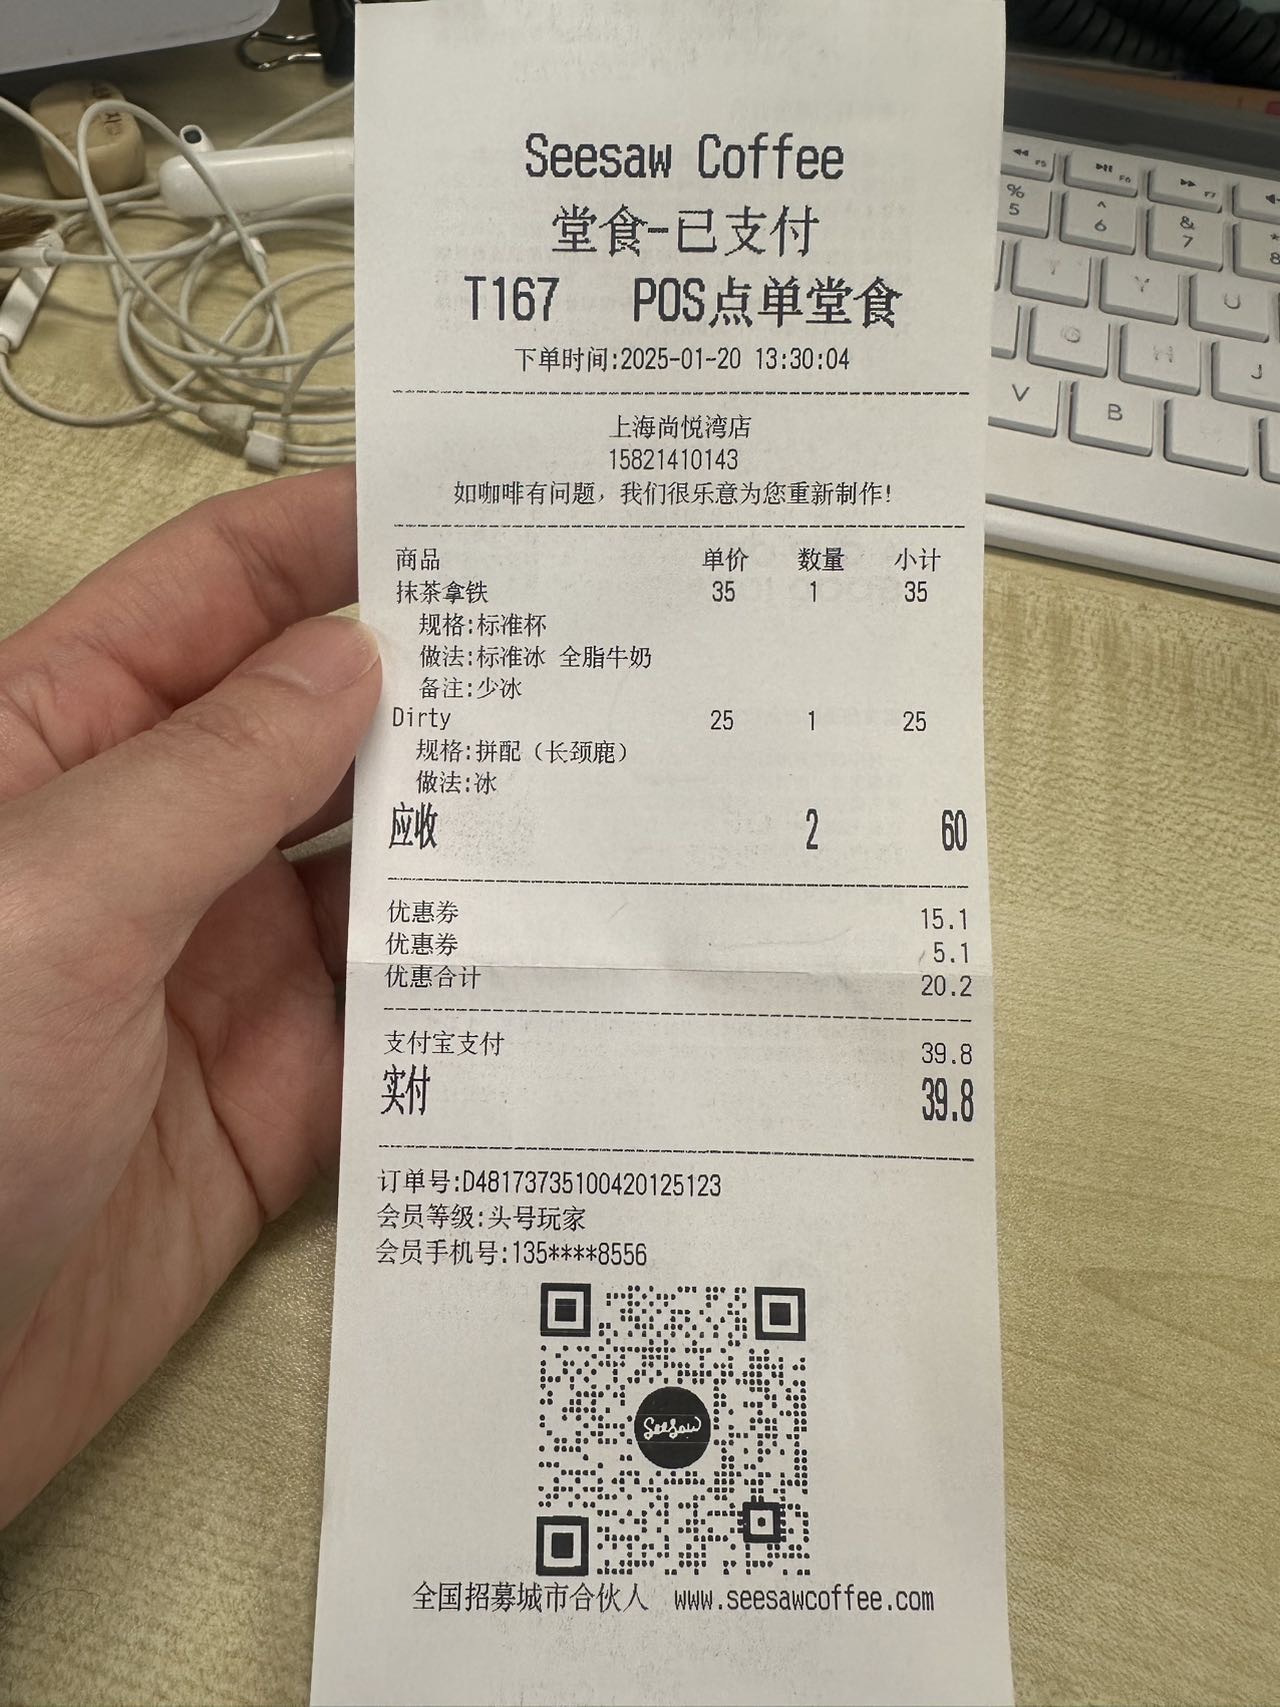 Seesaw Coffee
堂食-已支付
T167 POS点单堂食
下单时间:2025-01-20 13:30:04
上海尚悦湾店
15821410143
如咖啡有问题，我们很乐意为您重新制作!
商品 单价 数量 小计
抹茶拿铁 35 1 35
规格:标准杯
做法:标准冰 全脂牛奶
备注:少冰
Dirty 25 1 25
规格:拼配（长颈鹿）
做法:冰
应收 2 60
优惠券 15.1
优惠券 5.1
优惠合计 20.2
支付宝支付 39.8
实付 39.8
订单号:D48173735100420125123
会员等级:头号玩家
会员手机号:135****8556
seesaw
全国招募城市合伙人 www.seesawcoffee.com
F5
F6
F7
%
5
^
6
&
7
*
8
T
Y
U
G
H
J
V
B